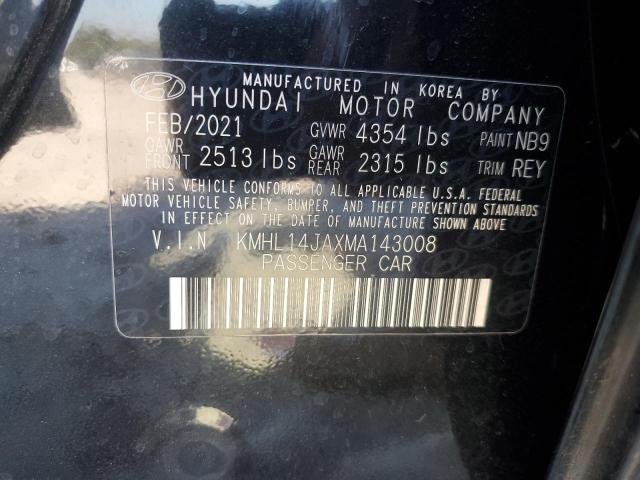 MANUFACTURED IN KOREA BY
HYUNDAI MOTOR COMPANY
FEB/2021 GVWR 4354 lbs PAINT NB9
GAWR FRONT 2513 lbs GAWR REAR 2315 lbs TRIM REY
THIS VEHICLE CONFORMS TO ALL APPLICABLE U.S.A. FEDERAL
MOTOR VEHICLE SAFETY, BUMPER, AND THEFT PREVENTION STANDARDS
IN EFFECT ON THE DATE OF MANUFACTURE SHOWN ABOVE
V.I.N KMHL14JAXMA143008
PASSENGER CAR